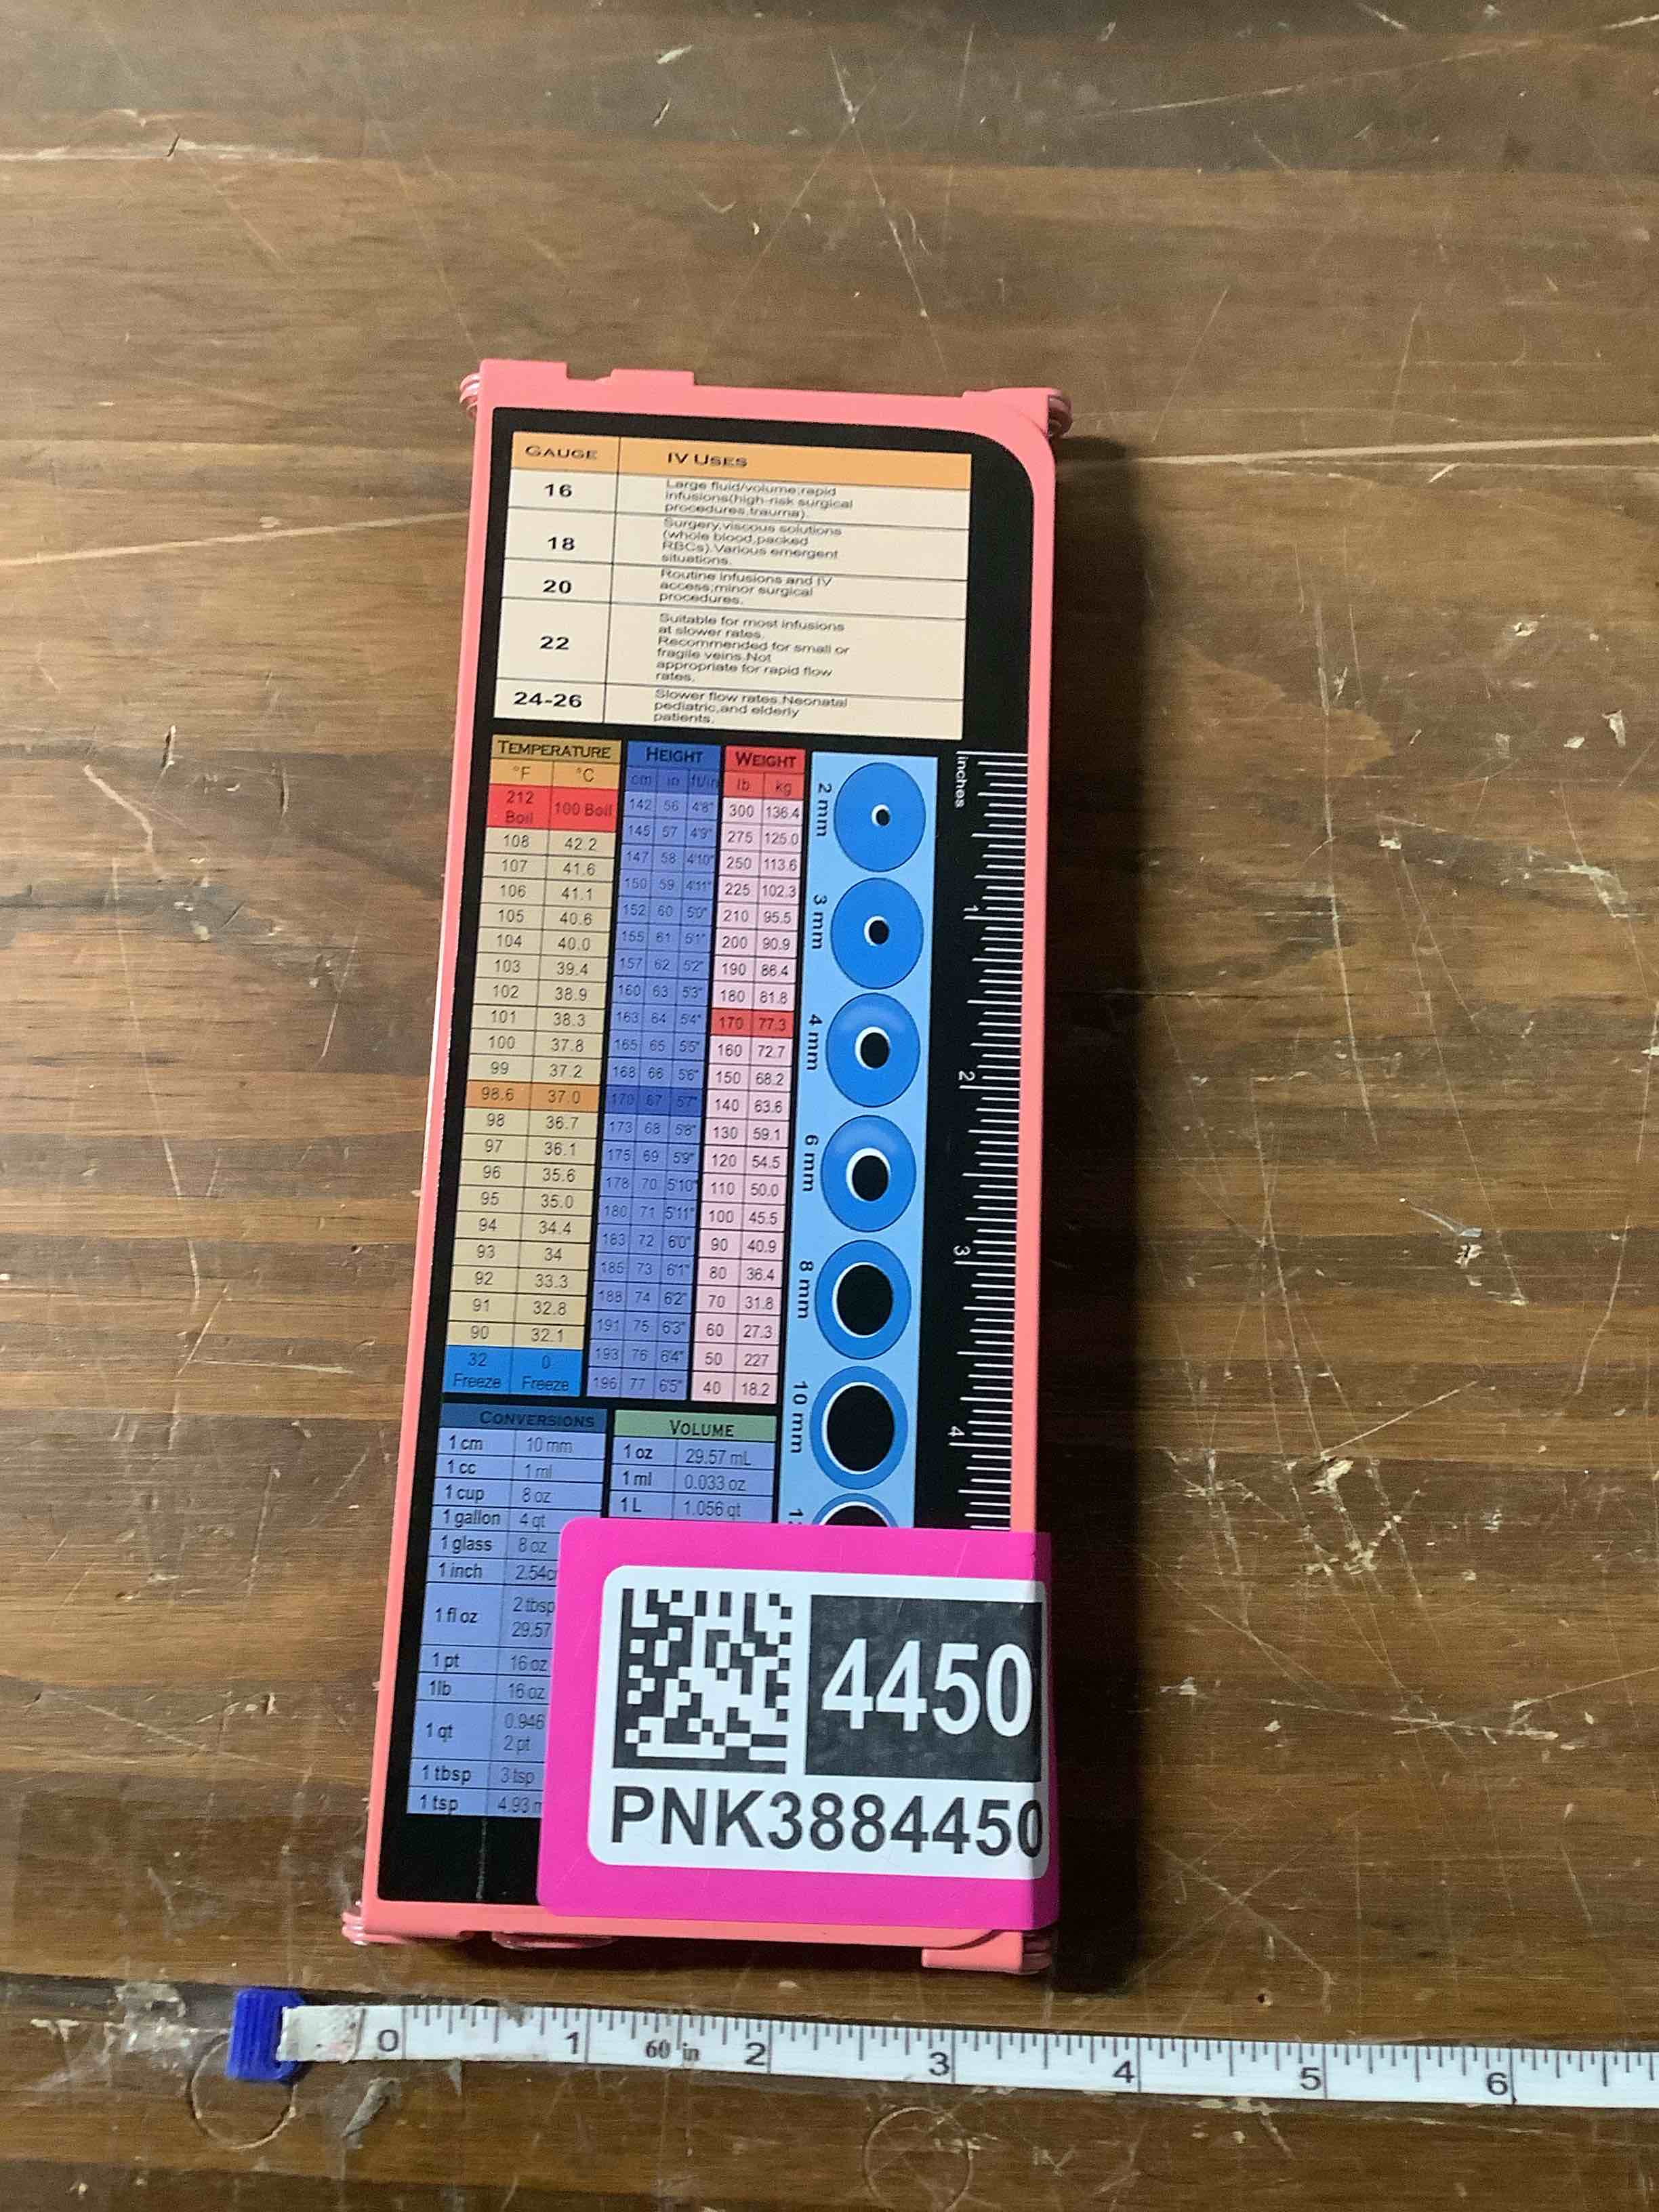 GAUGE IV USES
16 Large fluid/volume,rapid
infusions(high-risk surgical
procedures,trauma).
18 Surgery,viscous solutions
(whole blood,packed
RBCs).Various emergent
situations.
20 Routine infusions and IV
access;minor surgical
procedures.
22 Suitable for most infusions
at slower rates.
Recommended for small or
fragile veins.Not
appropriate for rapid flow
rates.
24-26 Slower flow rates.Neonatal
pediatric,and elderly
patients.
TEMPERATURE
°F °C
212 Boil 100 Boil
108 42.2
107 41.6
106 41.1
105 40.6
104 40.0
103 39.4
102 38.9
101 38.3
100 37.8
99 37.2
98.6 37.0
98 36.7
97 36.1
96 35.6
95 35.0
94 34.4
93 34
92 33.3
91 32.8
90 32.1
32 Freeze 0 Freeze
HEIGHT
cm in ft/in
142 56 4'8"
145 57 4'9"
147 58 4'10"
150 59 4'11"
152 60 5'0"
155 61 5'1"
157 62 5'2"
160 63 5'3"
163 64 5'4"
165 65 5'5"
168 66 5'6"
170 67 5'7"
173 68 5'8"
175 69 5'9"
178 70 5'10"
180 71 5'11"
183 72 6'0"
185 73 6'1"
188 74 6'2"
191 75 6'3"
193 76 6'4"
196 77 6'5"
WEIGHT
lb kg
300 136.4
275 125.0
250 113.6
225 102.3
210 95.5
200 90.9
190 86.4
180 81.8
170 77.3
160 72.7
150 68.2
140 63.6
130 59.1
120 54.5
110 50.0
100 45.5
90 40.9
80 36.4
70 31.8
60 27.3
50 227
40 18.2
2 mm
3 mm
4 mm
6 mm
8 mm
10 mm
inches
1
2
3
4
CONVERSIONS
1 cm 10 mm
1 cc 1 ml
1 cup 8 oz
1 gallon 4 qt
1 glass 8 oz
1 inch 2.54c
1 fl oz 2 tbsp
29.57
1 pt 16 oz
1lb 16 oz
1 qt 0.946
2 pt
1 tbsp 3 tsp
1 tsp 4.93
VOLUME
1 oz 29.57 mL
1 ml 0.033 oz
1 L 1.056 qt
4450
PNK3884450
0 1 60 in 2 3 4 5 6